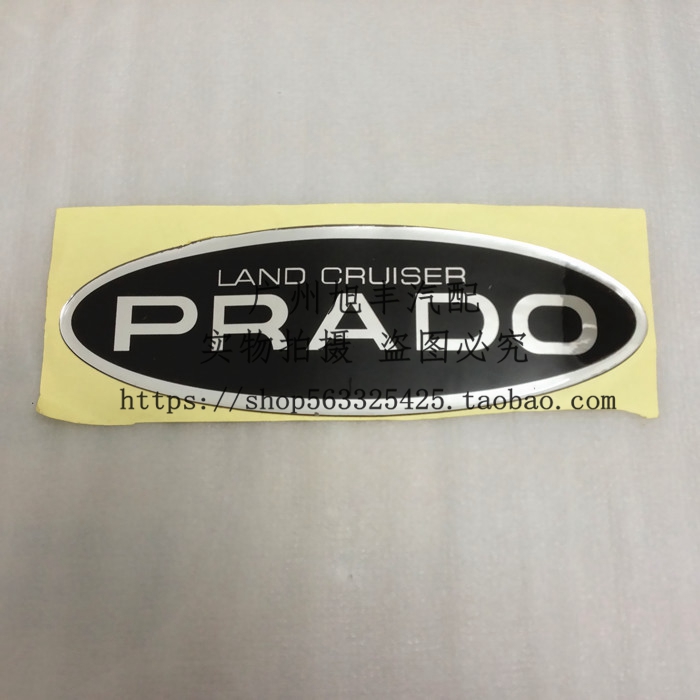 LAND CRUISER
PRADO
广州旭丰汽配
实物拍摄 盗图必究
https://shop563325425.taobao.com